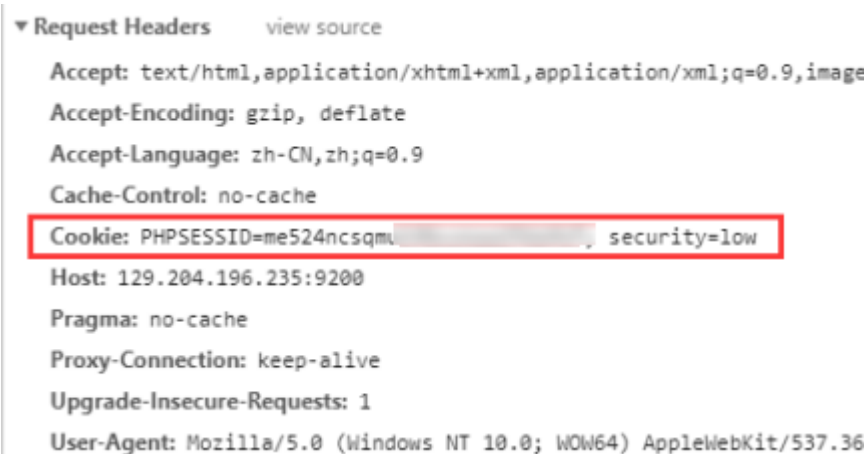 Request Headers view source
Accept: text/html,application/xhtml+xml,application/xml;q=0.9,image
Accept-Encoding: gzip, deflate
Accept-Language: zh-CN,zh;q=0.9
Cache-Control: no-cache
Cookie: PHPSESSID=me524ncsqmu security=low
Host: 129.204.196.235:9200
Pragma: no-cache
Proxy-Connection: keep-alive
Upgrade-Insecure-Requests: 1
User-Agent: Mozilla/5.0 (Windows NT 10.0; WOW64) AppleWebKit/537.36